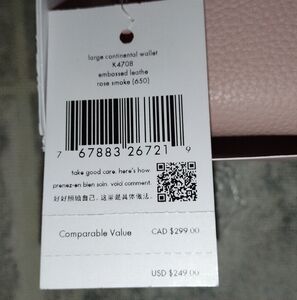 large continental wallet
K4708
embossed leathe
rose smoke (650)
7 67883 26721 9
take good care. here's how
prenez-en bien soin. voici comment
好好照顧自己. 这里是具体做法.
Comparable Value CAD $299.00
USD $249.00